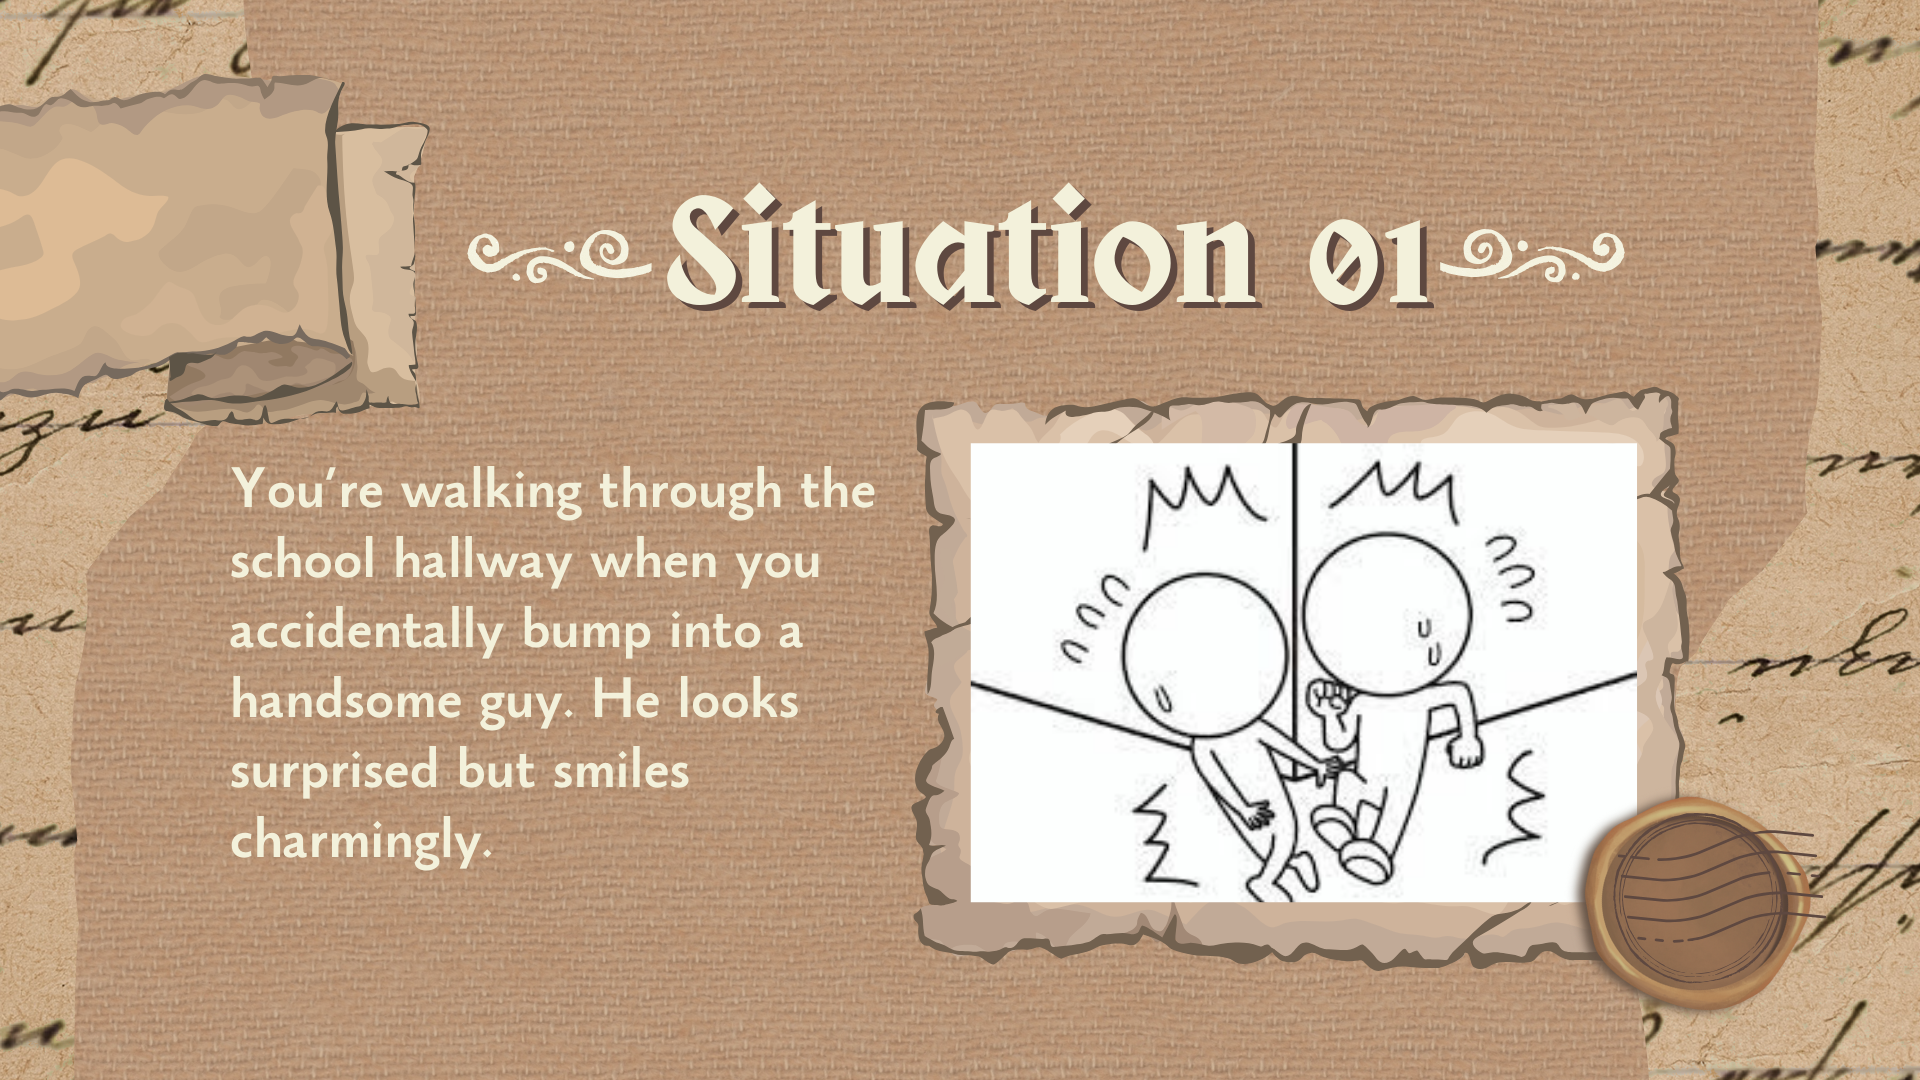 Situation 01
You're walking through the
school hallway when you
accidentally bump into a
handsome guy. He looks
surprised but smiles
charmingly.